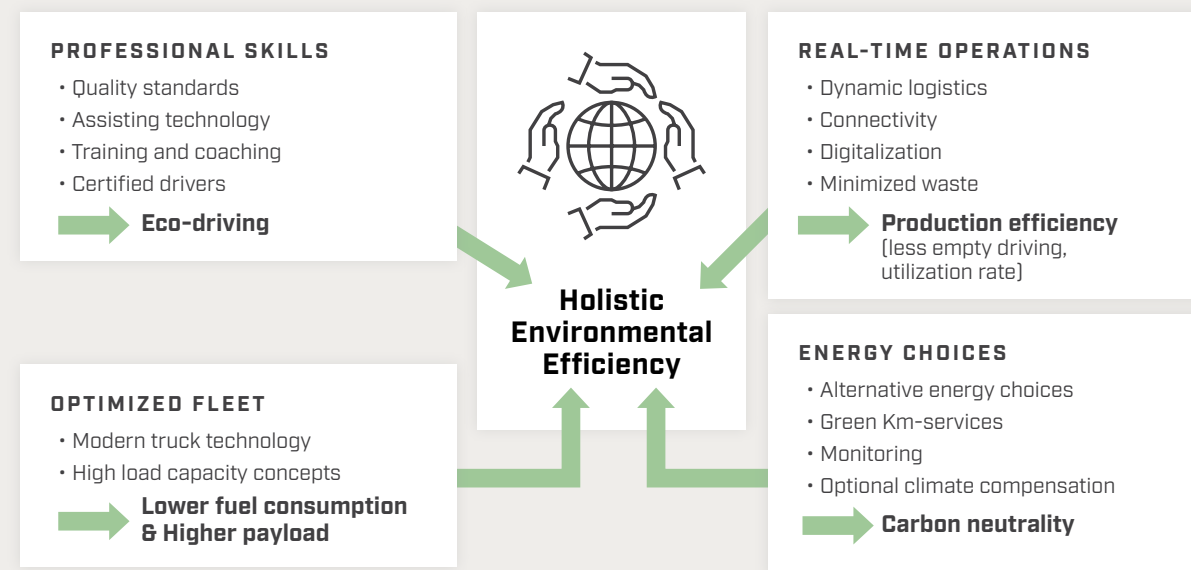 PROFESSIONAL SKILLS
• Quality standards
• Assisting technology
• Training and coaching
• Certified drivers
Eco-driving
OPTIMIZED FLEET
• Modern truck technology
• High load capacity concepts
Lower fuel consumption
& Higher payload
Holistic
Environmental
Efficiency
REAL-TIME OPERATIONS
• Dynamic logistics
• Connectivity
• Digitalization
• Minimized waste
Production efficiency
(less empty driving,
utilization rate)
ENERGY CHOICES
• Alternative energy choices
• Green Km-services
• Monitoring
• Optional climate compensation
Carbon neutrality